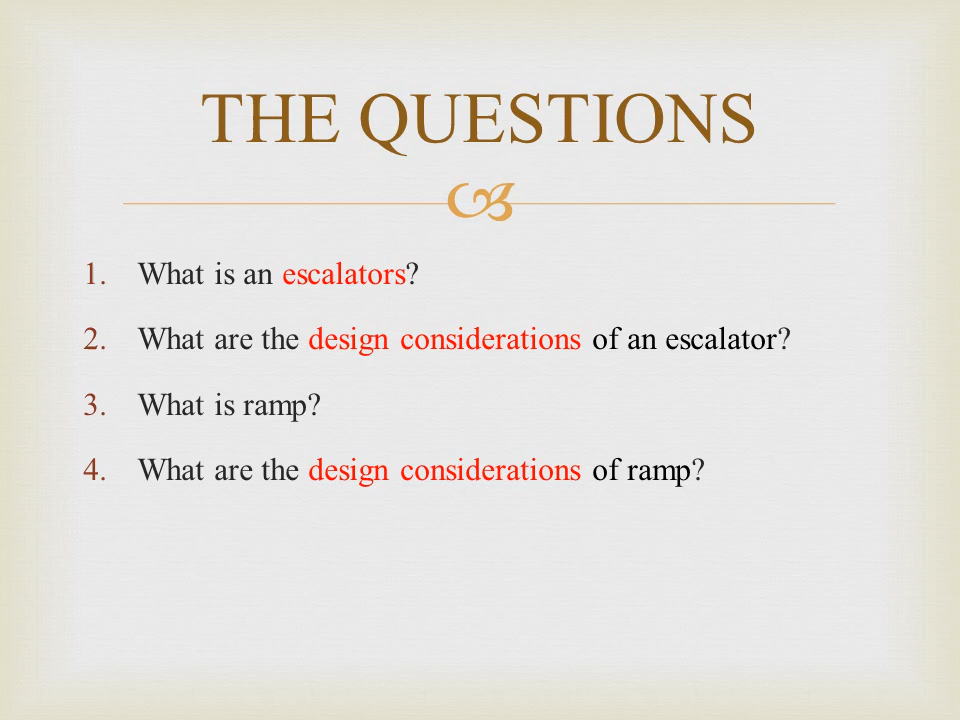 THE QUESTIONS
1. What is an escalators?
2. What are the design considerations of an escalator?
3. What is ramp?
4. What are the design considerations of ramp?